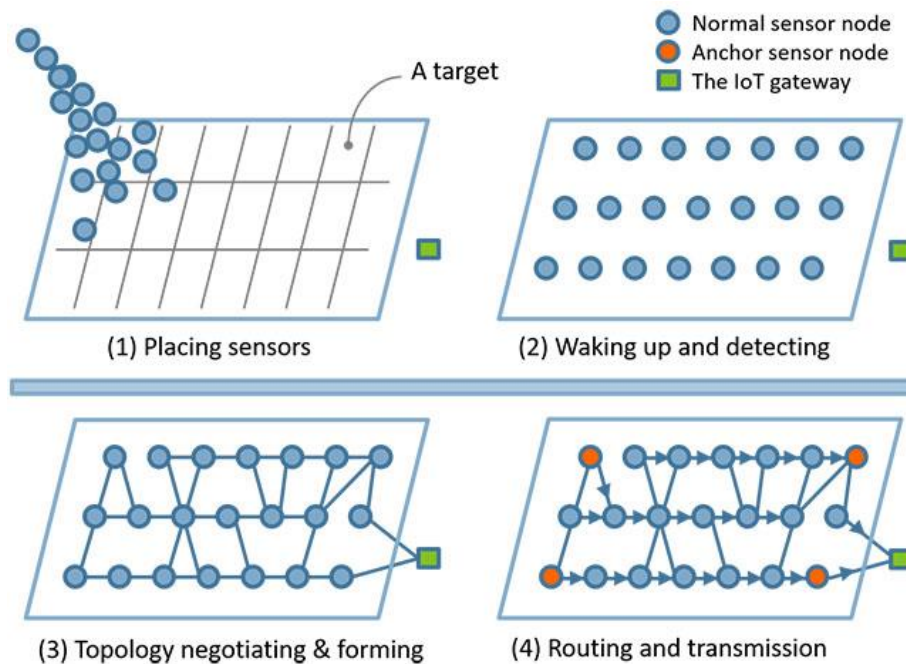 Normal sensor node
Anchor sensor node
The IoT gateway
A target
(1) Placing sensors
(2) Waking up and detecting
(3) Topology negotiating & forming
(4) Routing and transmission